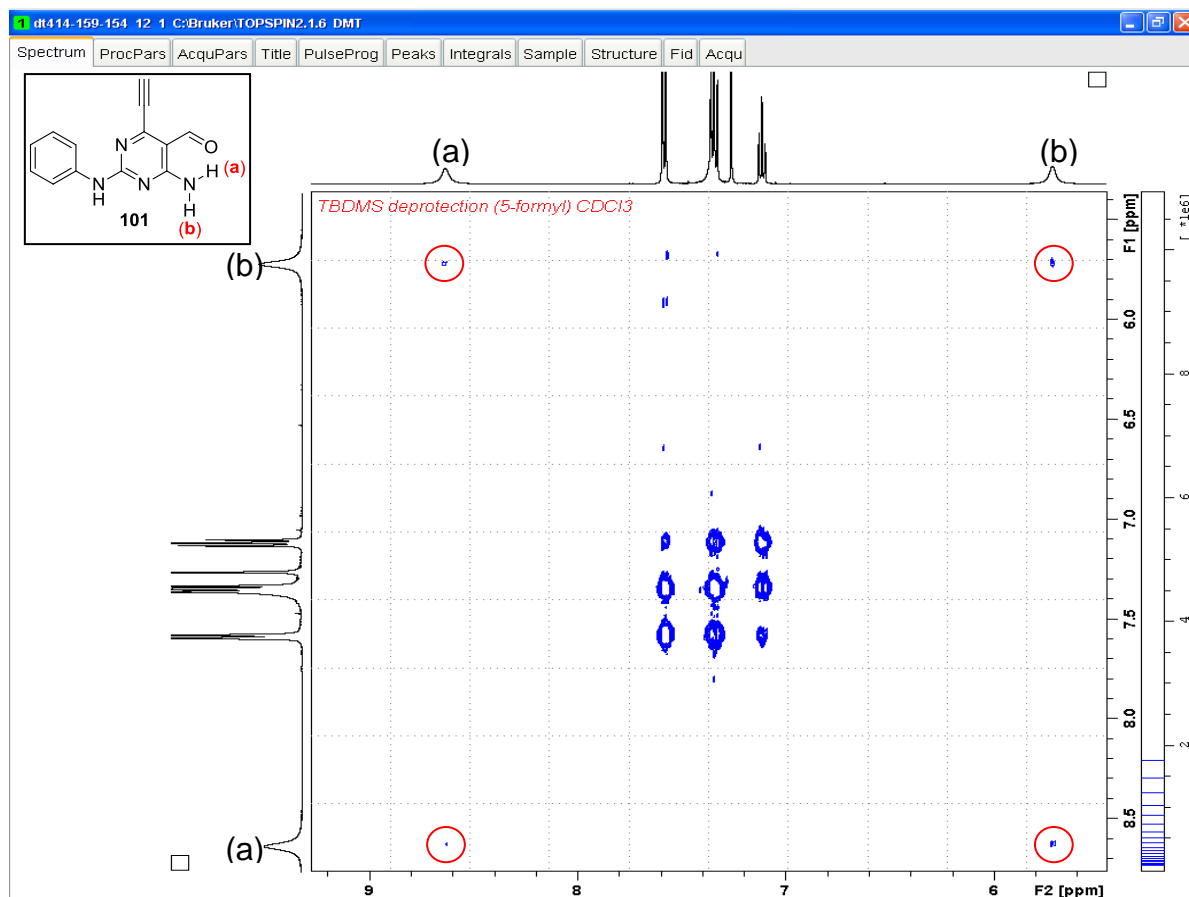 1 dt414-159-154 12 1 C:\Bruker\TOPSPIN2.1.6 DMT
Spectrum ProcPars AcquPars Title PulseProg Peaks Integrals Sample Structure Fid Acqu
N
O
N
H (a)
N
H
N
N
H
101
(b)
(a)
(b)
TBDMS deprotection (5-formyl) CDCl3
(b)
(a)
F1 [ppm]
6.0
6.5
7.0
7.5
8.0
8.5
[ *1e6]
8
6
4
2
9 8 7 6 F2 [ppm]